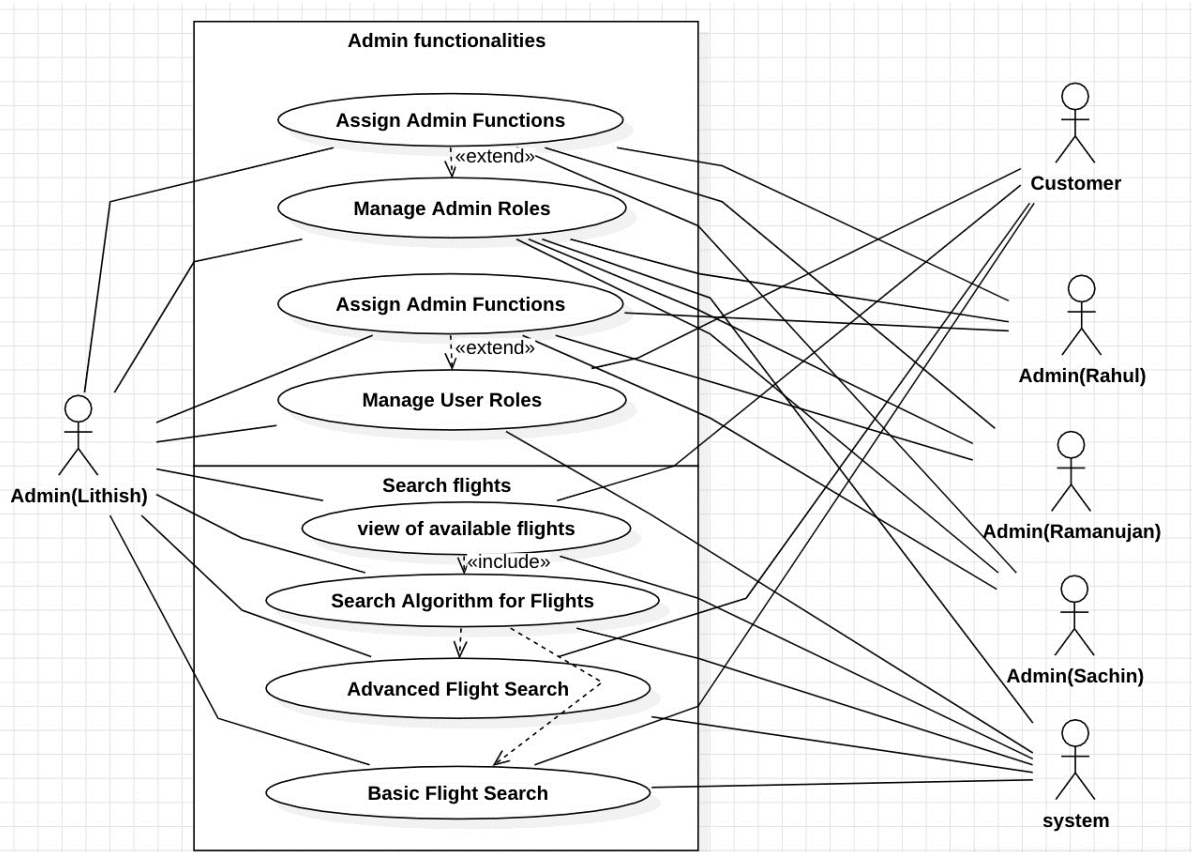 Admin functionalities
Assign Admin Functions
«extend»
Manage Admin Roles
Assign Admin Functions
«extend»
Manage User Roles
Search flights
view of available flights
«include»
Search Algorithm for Flights
Advanced Flight Search
Basic Flight Search
Admin(Lithish)
Customer
Admin(Rahul)
Admin(Ramanujan)
Admin(Sachin)
system